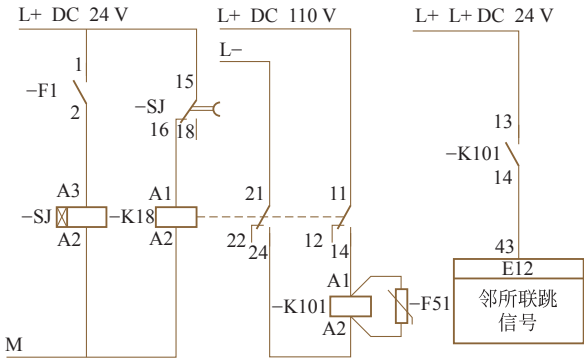 L+ DC 24 V
L+ DC 110 V
L+ L+ DC 24 V
L−
1
−F1
2
15
−SJ
16 18
13
−K101
14
A3
−SJ
A2
A1
−K18
A2
21
22
24
11
12
14
43
E12
邻所联跳
信号
A1
−K101
A2
−F51
M